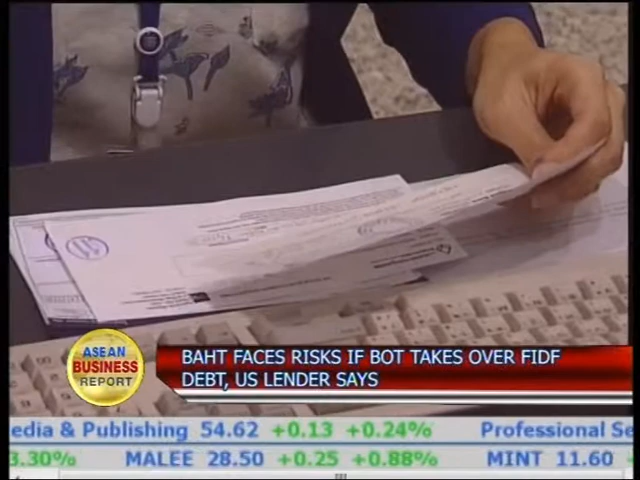 ASEAN
BUSINESS
REPORT
BAHT FACES RISKS IF BOT TAKES OVER FIDF
DEBT, US LENDER SAYS
edia & Publishing 54.62 +0.13 +0.24% Professional Se
3.30% MALEE 28.50 +0.25 +0.88% MINT 11.60